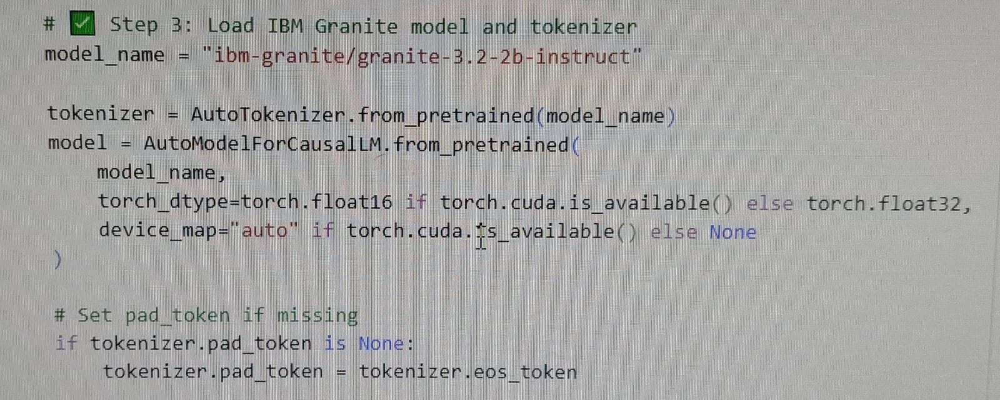 # ✅ Step 3: Load IBM Granite model and tokenizer
model_name = "ibm-granite/granite-3.2-2b-instruct"
tokenizer = AutoTokenizer.from_pretrained(model_name)
model = AutoModelForCausalLM.from_pretrained(
    model_name,
    torch_dtype=torch.float16 if torch.cuda.is_available() else torch.float32,
    device_map="auto" if torch.cuda.is_available() else None
)
# Set pad_token if missing
if tokenizer.pad_token is None:
    tokenizer.pad_token = tokenizer.eos_token